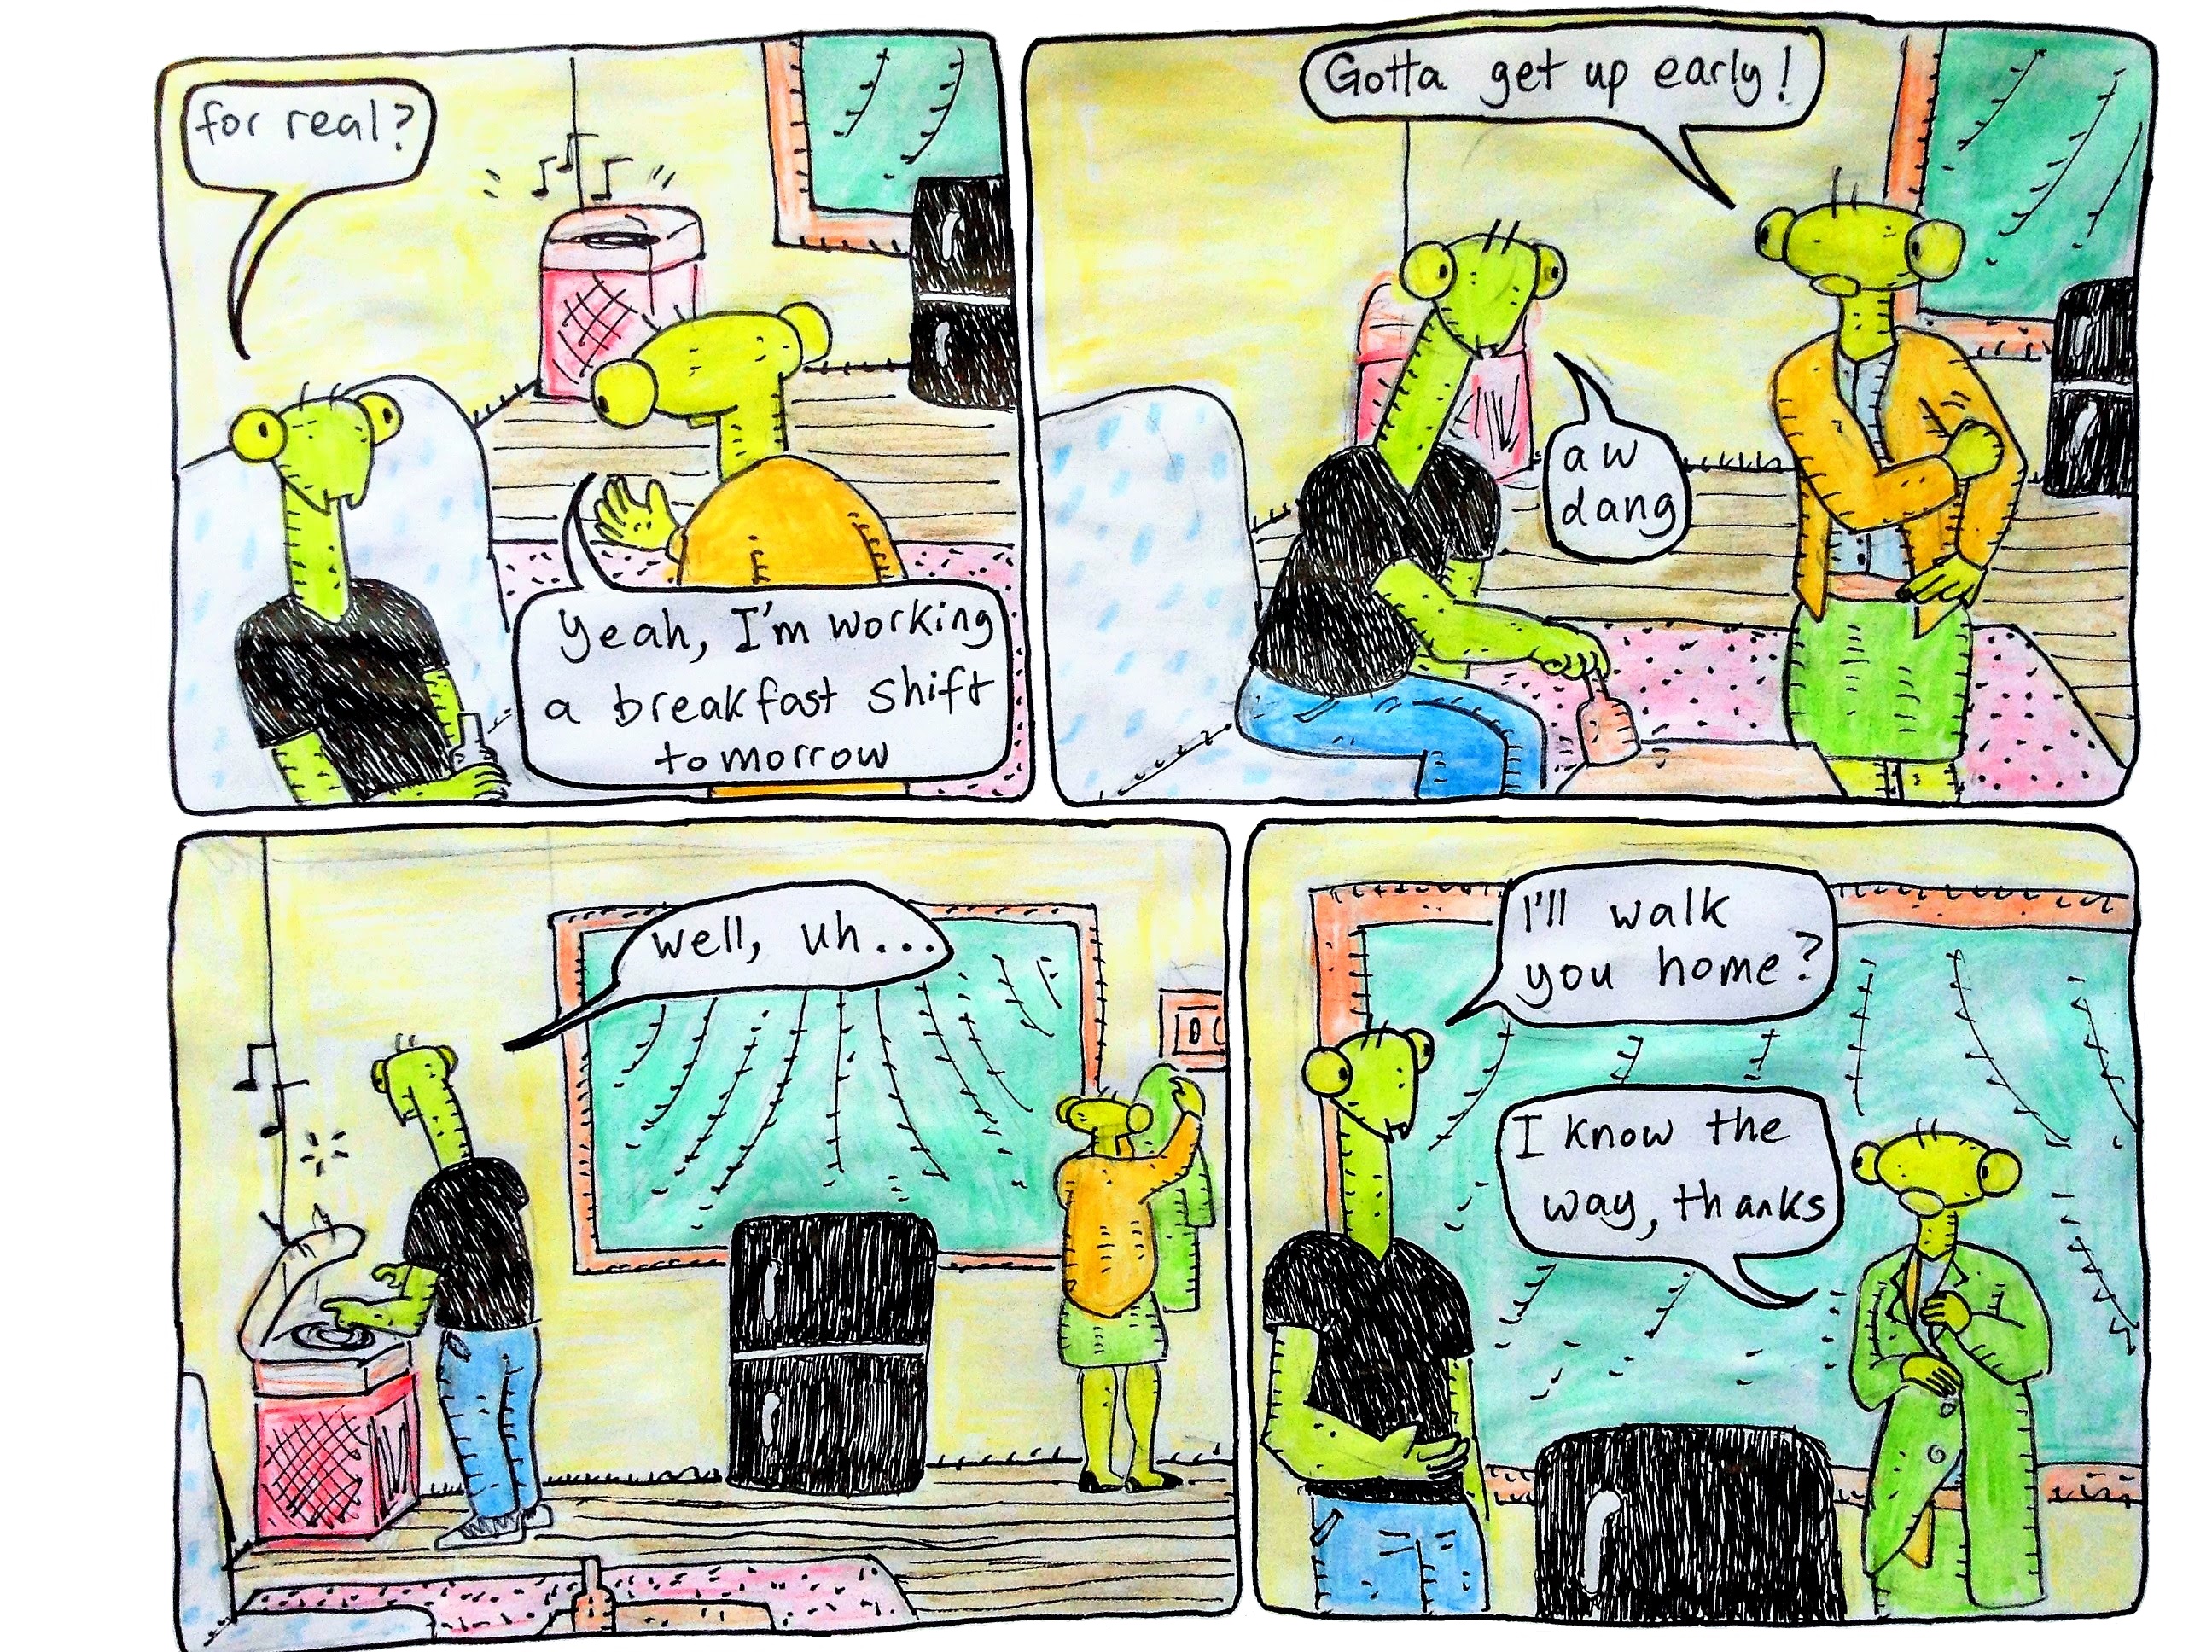 for real?
Yeah, I'm working
a breakfast shift
tomorrow
Gotta get up early!
aw
dang
well, uh...
I'll walk
you home?
I know the
way, thanks